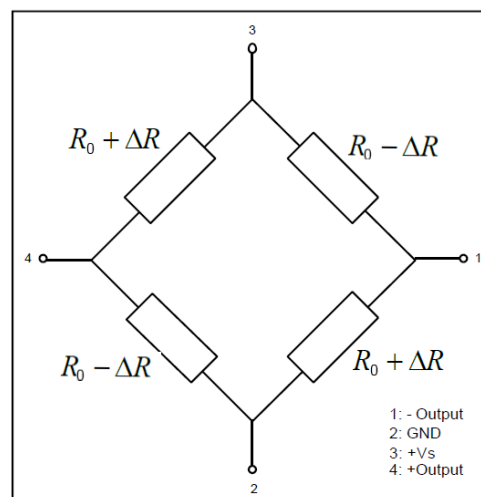 3
R₀ + ΔR
R₀ − ΔR
4
1
R₀ − ΔR
R₀ + ΔR
1: - Output
2: GND
3: +Vs
4: +Output
2